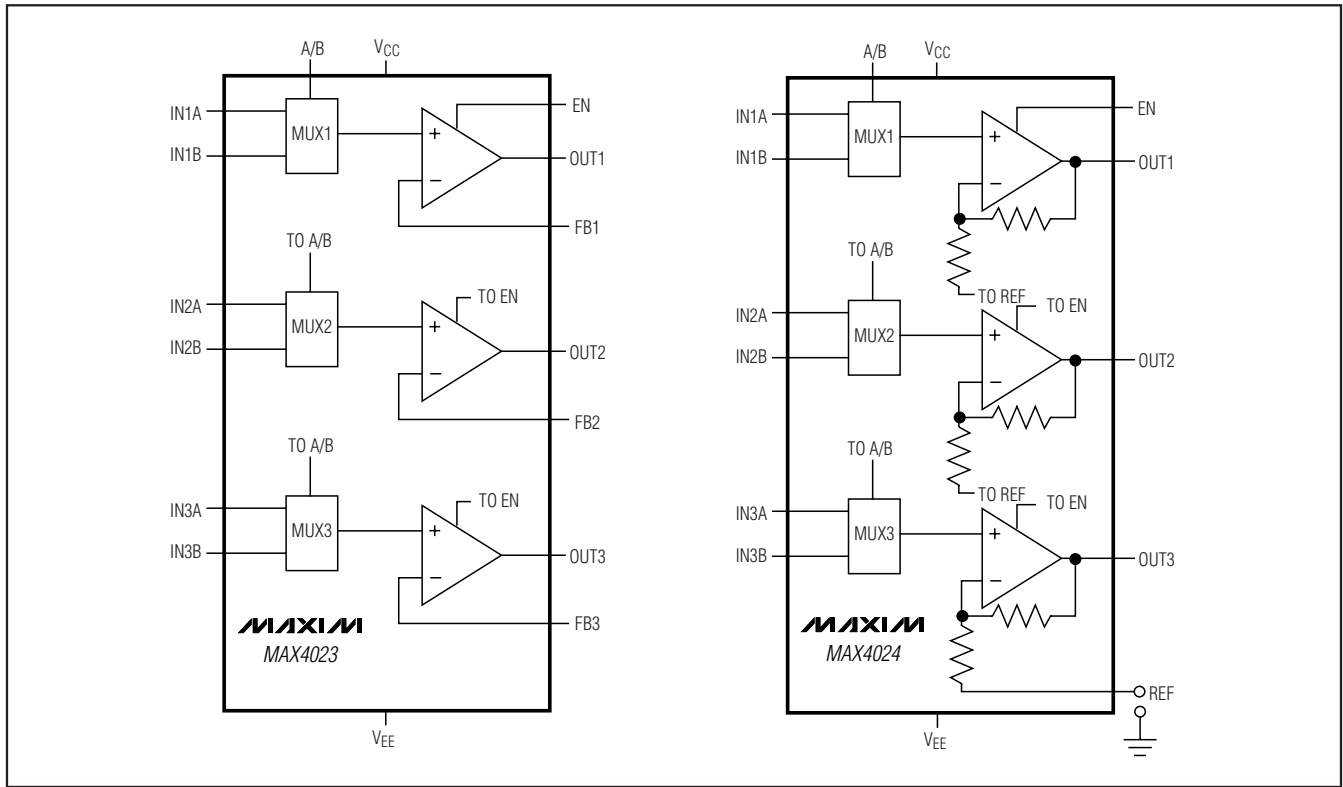 A/B
VCC
IN1A
MUX1
+
EN
IN1B
OUT1
−
FB1
TO A/B
IN2A
MUX2
+
TO EN
IN2B
OUT2
−
FB2
TO A/B
IN3A
MUX3
+
TO EN
IN3B
OUT3
−
FB3
MAXIM
MAX4023
VEE
A/B
VCC
IN1A
MUX1
+
EN
IN1B
OUT1
−
TO REF
TO A/B
IN2A
MUX2
+
TO EN
IN2B
OUT2
−
TO REF
TO A/B
IN3A
MUX3
+
TO EN
IN3B
OUT3
−
MAXIM
MAX4024
REF
VEE